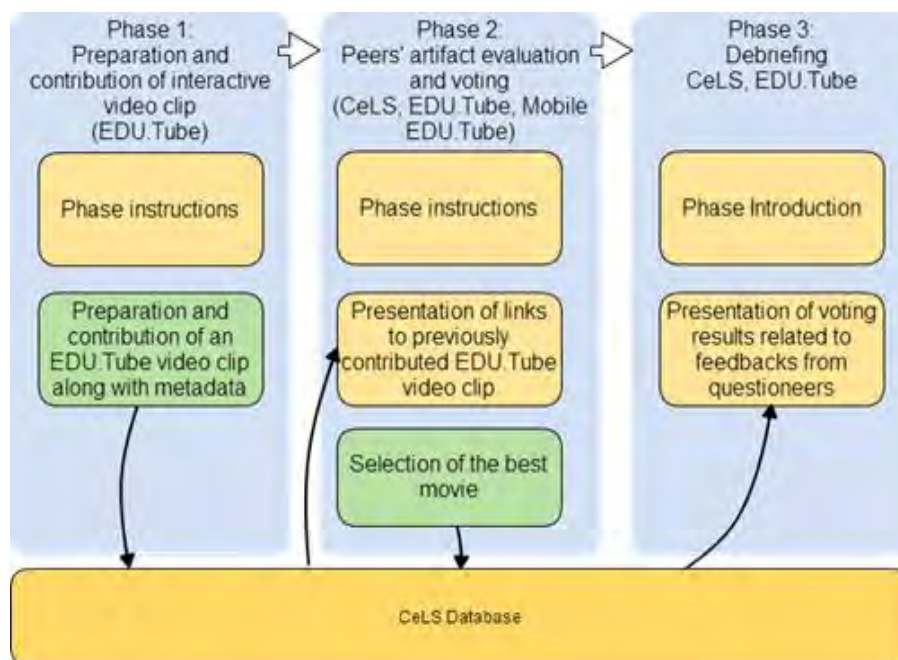 Phase 1:
Preparation and
contribution of interactive
video clip
(EDU.Tube)
Phase instructions
Preparation and
contribution of an
EDU.Tube video clip
along with metadata
Phase 2:
Peers' artifact evaluation
and voting
(CeLS, EDU.Tube, Mobile
EDU.Tube)
Phase instructions
Presentation of links
to previously
contributed EDU.Tube
video clip
Selection of the best
movie
Phase 3:
Debriefing
CeLS, EDU.Tube
Phase Introduction
Presentation of voting
results related to
feedbacks from
questioneers
CeLS Database